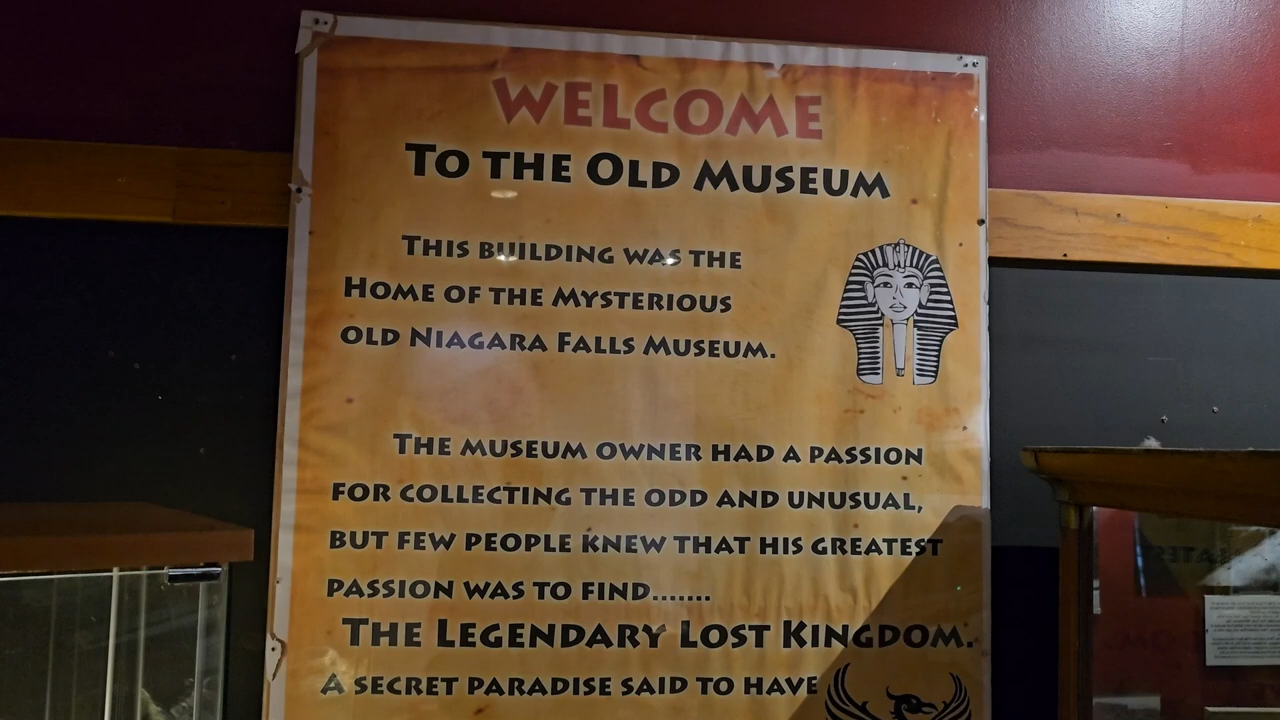 WELCOME
TO THE OLD MUSEUM
THIS BUILDING WAS THE
HOME OF THE MYSTERIOUS
OLD NIAGARA FALLS MUSEUM.
THE MUSEUM OWNER HAD A PASSION
FOR COLLECTING THE ODD AND UNUSUAL,
BUT FEW PEOPLE KNEW THAT HIS GREATEST
PASSION WAS TO FIND.......
THE LEGENDARY LOST KINGDOM.
A SECRET PARADISE SAID TO HAVE